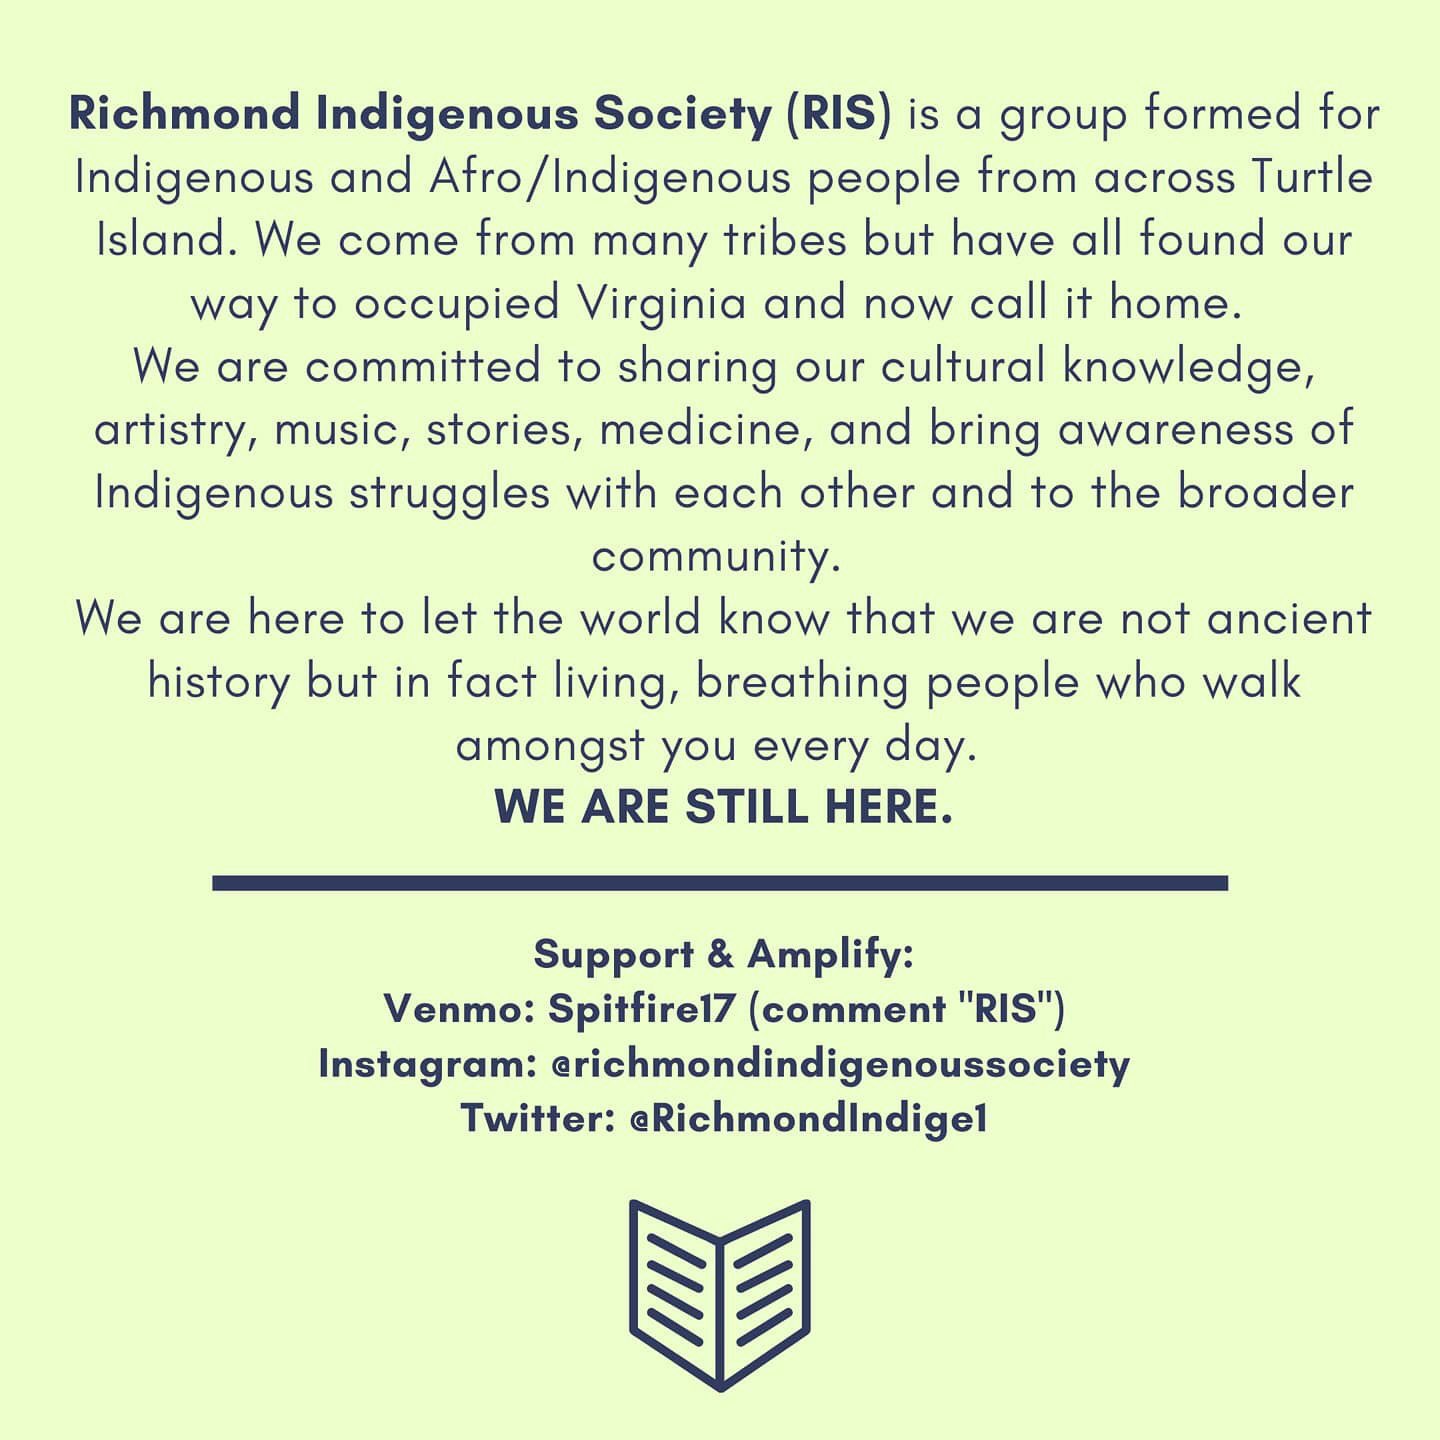 Richmond Indigenous Society (RIS) is a group formed for
Indigenous and Afro/Indigenous people from across Turtle
Island. We come from many tribes but have all found our
way to occupied Virginia and now call it home.
We are committed to sharing our cultural knowledge,
artistry, music, stories, medicine, and bring awareness of
Indigenous struggles with each other and to the broader
community.
We are here to let the world know that we are not ancient
history but in fact living, breathing people who walk
amongst you every day.
WE ARE STILL HERE.
Support & Amplify:
Venmo: Spitfire17 (comment "RIS")
Instagram: @richmondindigenoussociety
Twitter: @RichmondIndige1